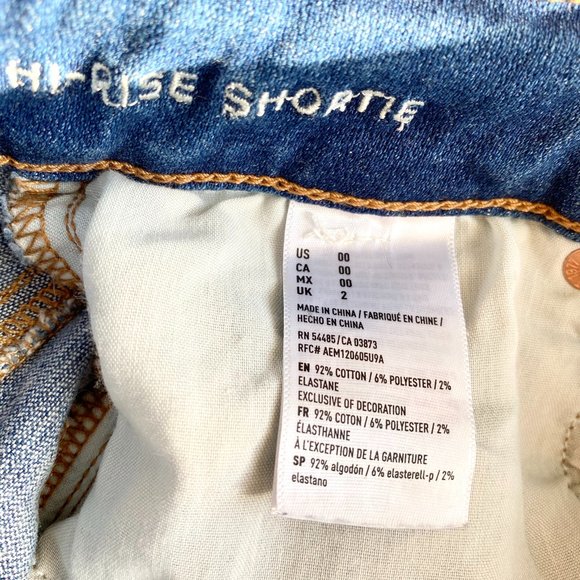 HI-RISE SHORTIE
US 00
CA 00
MX 00
UK 2
MADE IN CHINA / FABRIQUÉ EN CHINE /
HECHO EN CHINA
RN 54485/CA 03873
RFC# AEM120605U9A
EN 92% COTTON / 6% POLYESTER / 2%
ELASTANE
EXCLUSIVE OF DECORATION
FR 92% COTON / 6% POLYESTER / 2%
ÉLASTHANNE
À L'EXCEPTION DE LA GARNITURE
SP 92% algodón / 6% elasterell-p / 2%
elastano